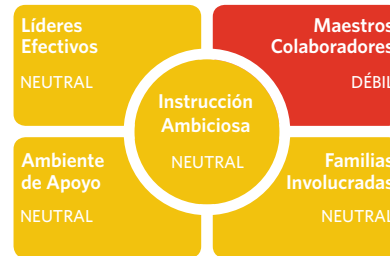 Líderes
Efectivos
NEUTRAL
Maestros
Colaboradores
DÉBIL
Instrucción
Ambiciosa
NEUTRAL
Ambiente
de Apoyo
NEUTRAL
Familias
Involucradas
NEUTRAL